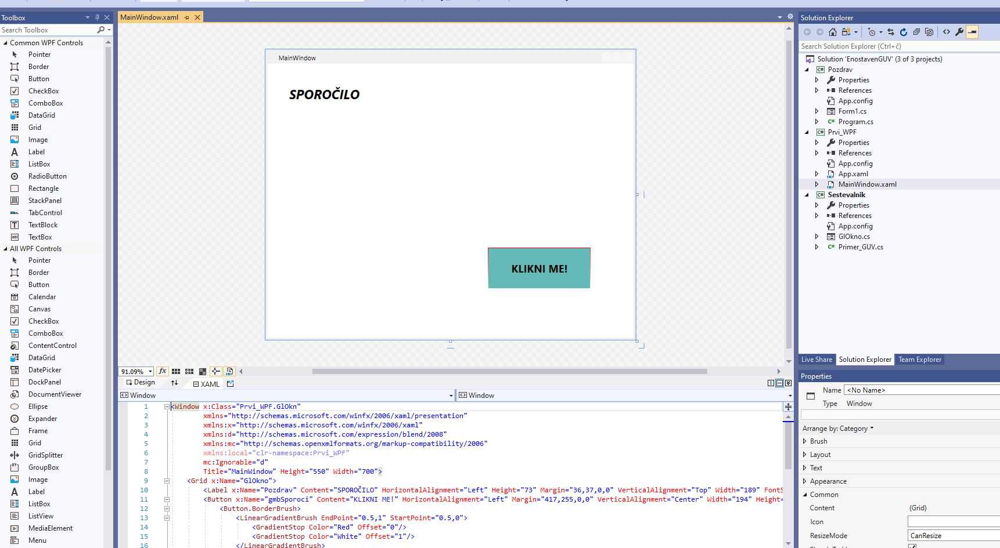 Toolbox
Search Toolbox
Common WPF Controls
Pointer
Border
Button
CheckBox
ComboBox
DataGrid
Grid
Image
Label
ListBox
RadioButton
Rectangle
StackPanel
TabControl
TextBlock
TextBox
All WPF Controls
Pointer
Border
Button
Calendar
Canvas
CheckBox
ComboBox
ContentControl
DataGrid
DatePicker
DockPanel
DocumentViewer
Ellipse
Expander
Frame
Grid
GridSplitter
GroupBox
Image
Label
ListBox
ListView
MediaElement
Menu
MainWindow.xaml
MainWindow
SPOROČILO
KLIKNI ME!
91.09%
Design
XAML
Window
Window
1 <Window x:Class="Prvi_WPF.GlOkn"
2 xmlns="http://schemas.microsoft.com/winfx/2006/xaml/presentation"
3 xmlns:x="http://schemas.microsoft.com/winfx/2006/xaml"
4 xmlns:d="http://schemas.microsoft.com/expression/blend/2008"
5 xmlns:mc="http://schemas.openxmlformats.org/markup-compatibility/2006"
6 xmlns:local="clr-namespace:Prvi_WPF"
7 mc:Ignorable="d"
8 Title="MainWindow" Height="550" Width="700">
9 <Grid x:Name="GlOkno">
10 <Label x:Name="Pozdrav" Content="SPOROČILO" HorizontalAlignment="Left" Height="73" Margin="36,37,0,0" VerticalAlignment="Top" Width="189" FontS
11 <Button x:Name="gmbSporoci" Content="KLIKNI ME!" HorizontalAlignment="Left" Margin="417,255,0,0" VerticalAlignment="Center" Width="194" Height=
12 <Button.BorderBrush>
13 <LinearGradientBrush EndPoint="0.5,1" StartPoint="0.5,0">
14 <GradientStop Color="Red" Offset="0"/>
15 <GradientStop Color="White" Offset="1"/>
16 </LinearGradientBrush>
Solution Explorer
Search Solution Explorer (Ctrl+č)
Solution 'EnostavenGUV' (3 of 3 projects)
Pozdrav
Properties
References
App.config
Form1.cs
Program.cs
Prvi_WPF
Properties
References
App.config
App.xaml
MainWindow.xaml
Sestevalnik
Properties
References
App.config
GlOkno.cs
Primer_GUV.cs
Live Share
Solution Explorer
Team Explorer
Properties
Name <No Name>
Type Window
Arrange by: Category
Brush
Layout
Text
Appearance
Common
Content (Grid)
Icon
ResizeMode CanResize